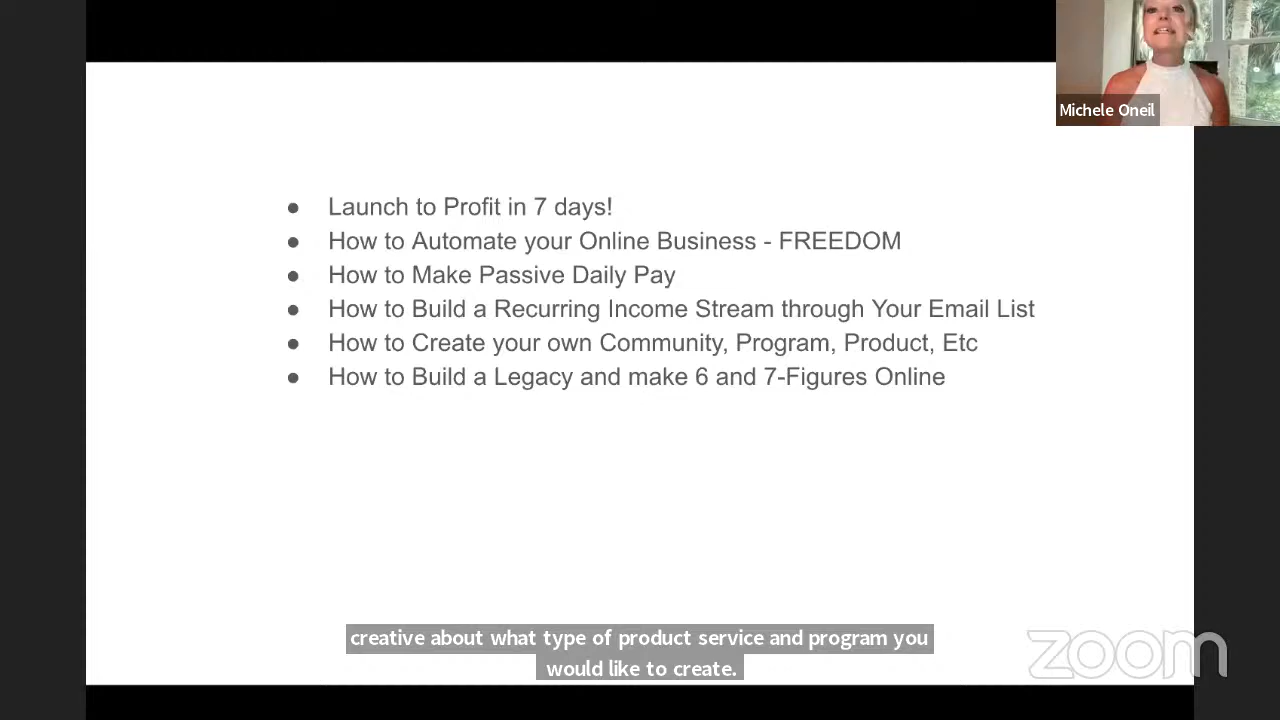 Michele Oneil
● Launch to Profit in 7 days!
● How to Automate your Online Business - FREEDOM
● How to Make Passive Daily Pay
● How to Build a Recurring Income Stream through Your Email List
● How to Create your own Community, Program, Product, Etc
● How to Build a Legacy and make 6 and 7-Figures Online
creative about what type of product service and program you
would like to create.
zoom